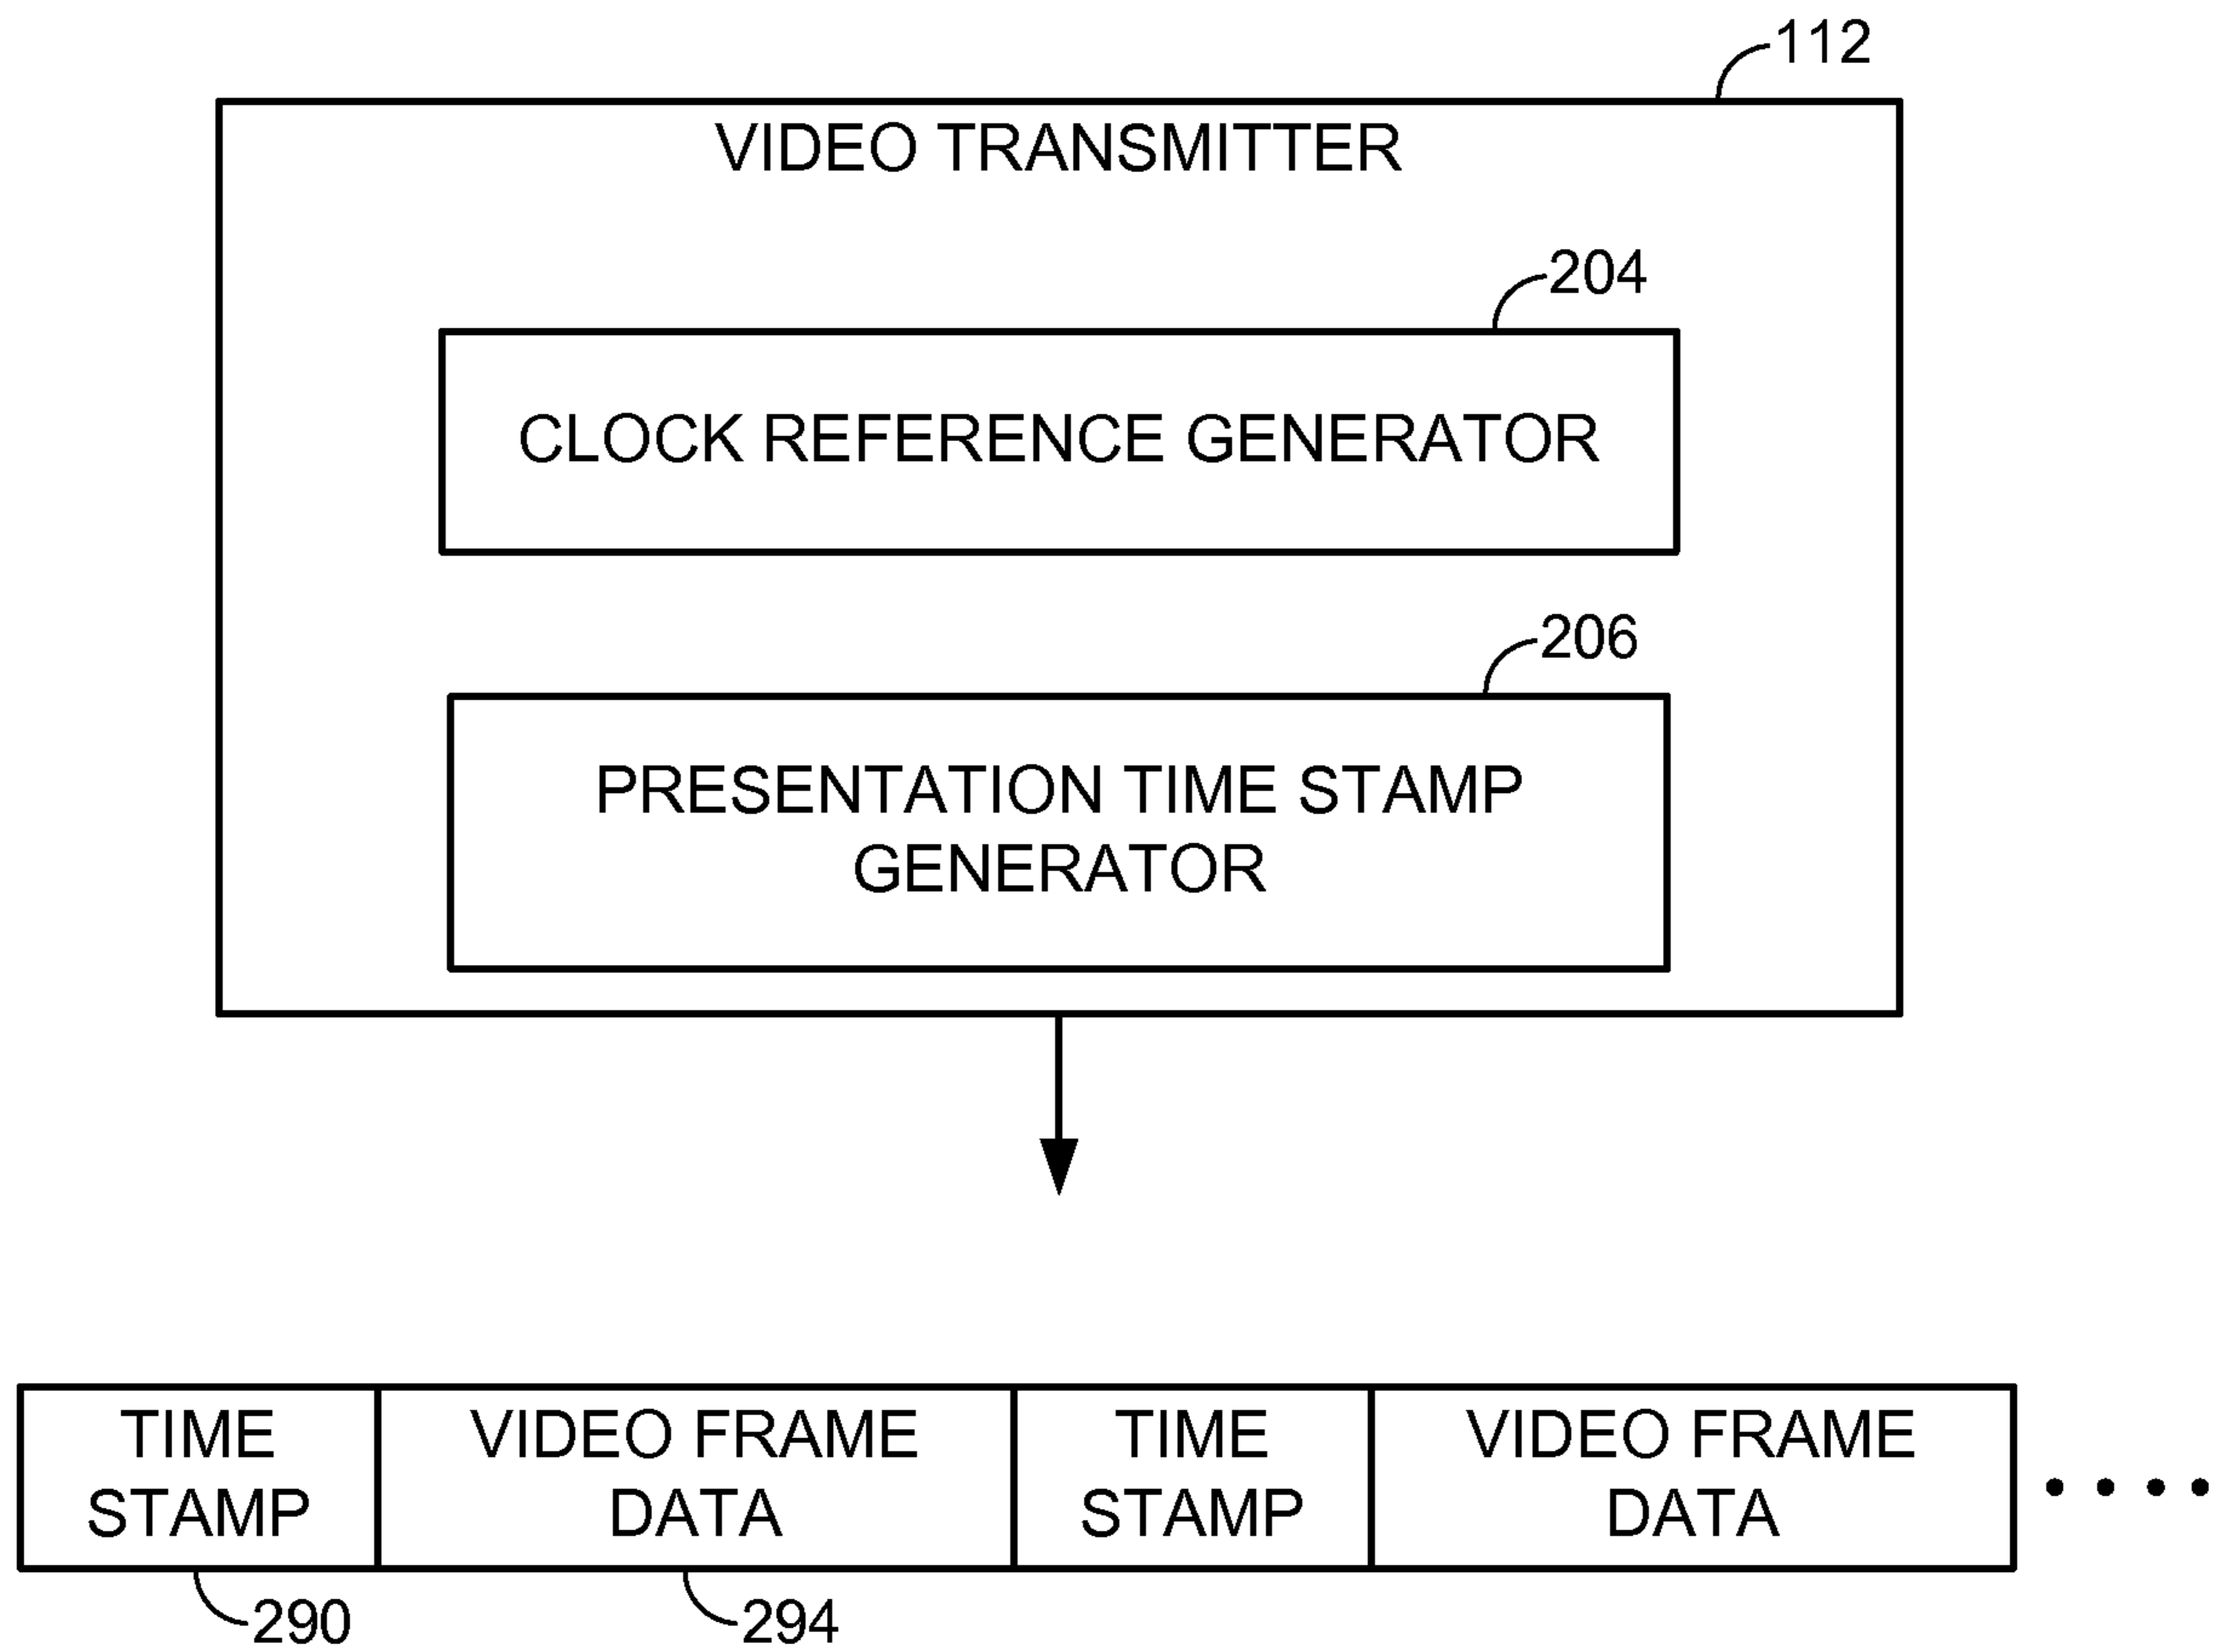 112
VIDEO TRANSMITTER
204
CLOCK REFERENCE GENERATOR
206
PRESENTATION TIME STAMP
GENERATOR
TIME
STAMP
VIDEO FRAME
DATA
TIME
STAMP
VIDEO FRAME
DATA
290
294